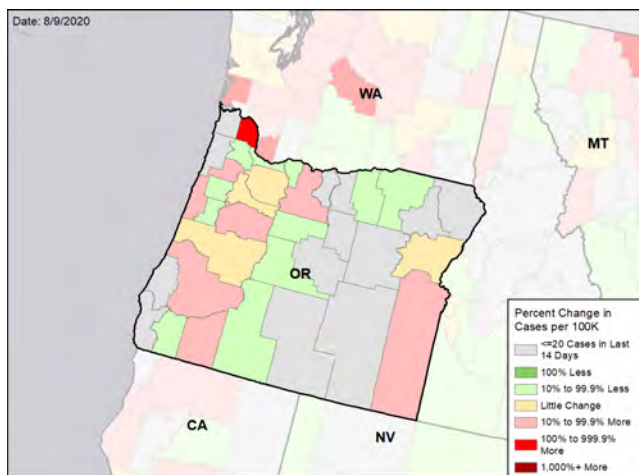 Date: 8/9/2020
WA
MT
OR
CA
NV
Percent Change in
Cases per 100K
<=20 Cases in Last
14 Days
100% Less
10% to 99.9% Less
Little Change
10% to 99.9% More
100% to 999.9%
More
1,000%+ More